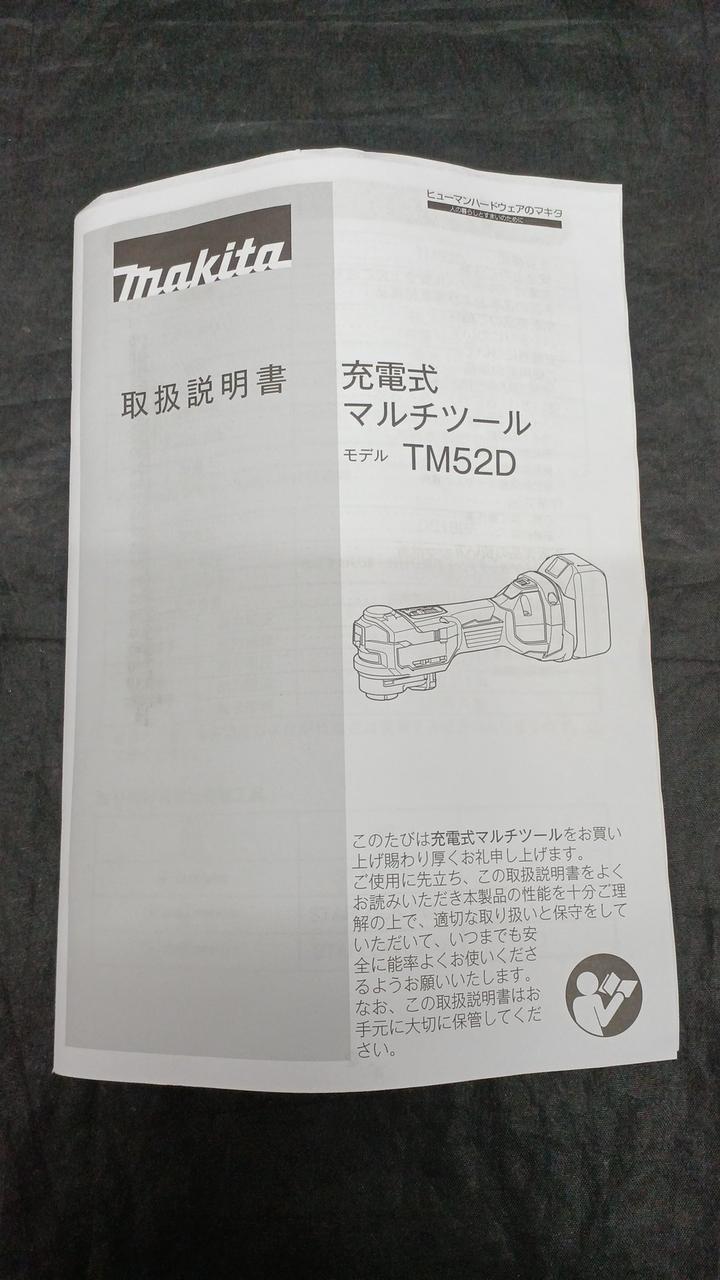 makita
取扱説明書
ヒューマンハードウェアのマキタ
人の暮らしとすまいのために
充電式
マルチツール
モデル TM52D
このたびは充電式マルチツールをお買い
上げ賜わり厚くお礼申し上げます。
ご使用に先立ち、この取扱説明書をよく
お読みいただき本製品の性能を十分ご理
解の上で、適切な取り扱いと保守をして
いただいて、いつまでも安
全に能率よくお使いくださ
るようお願いいたします。
なお、この取扱説明書はお
手元に大切に保管してくだ
さい。